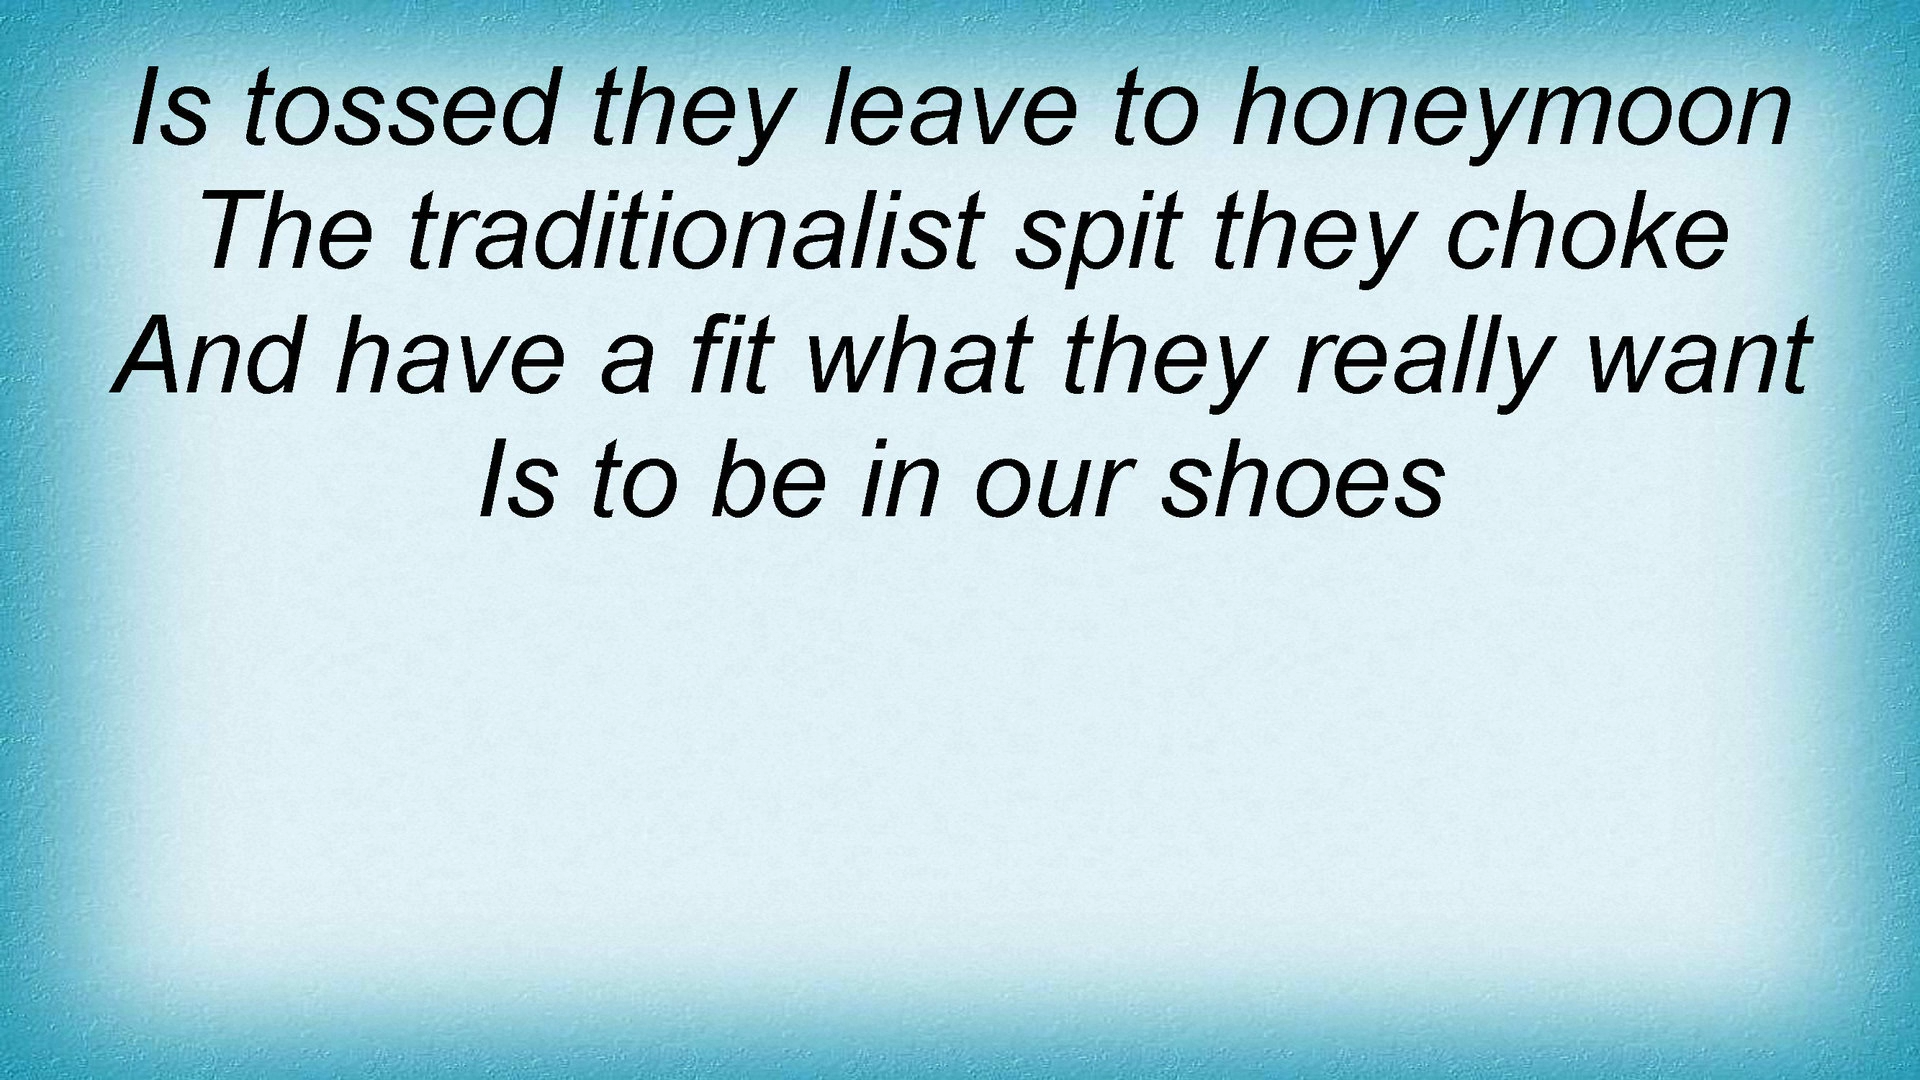 Is tossed they leave to honeymoon
The traditionalist spit they choke
And have a fit what they really want
Is to be in our shoes